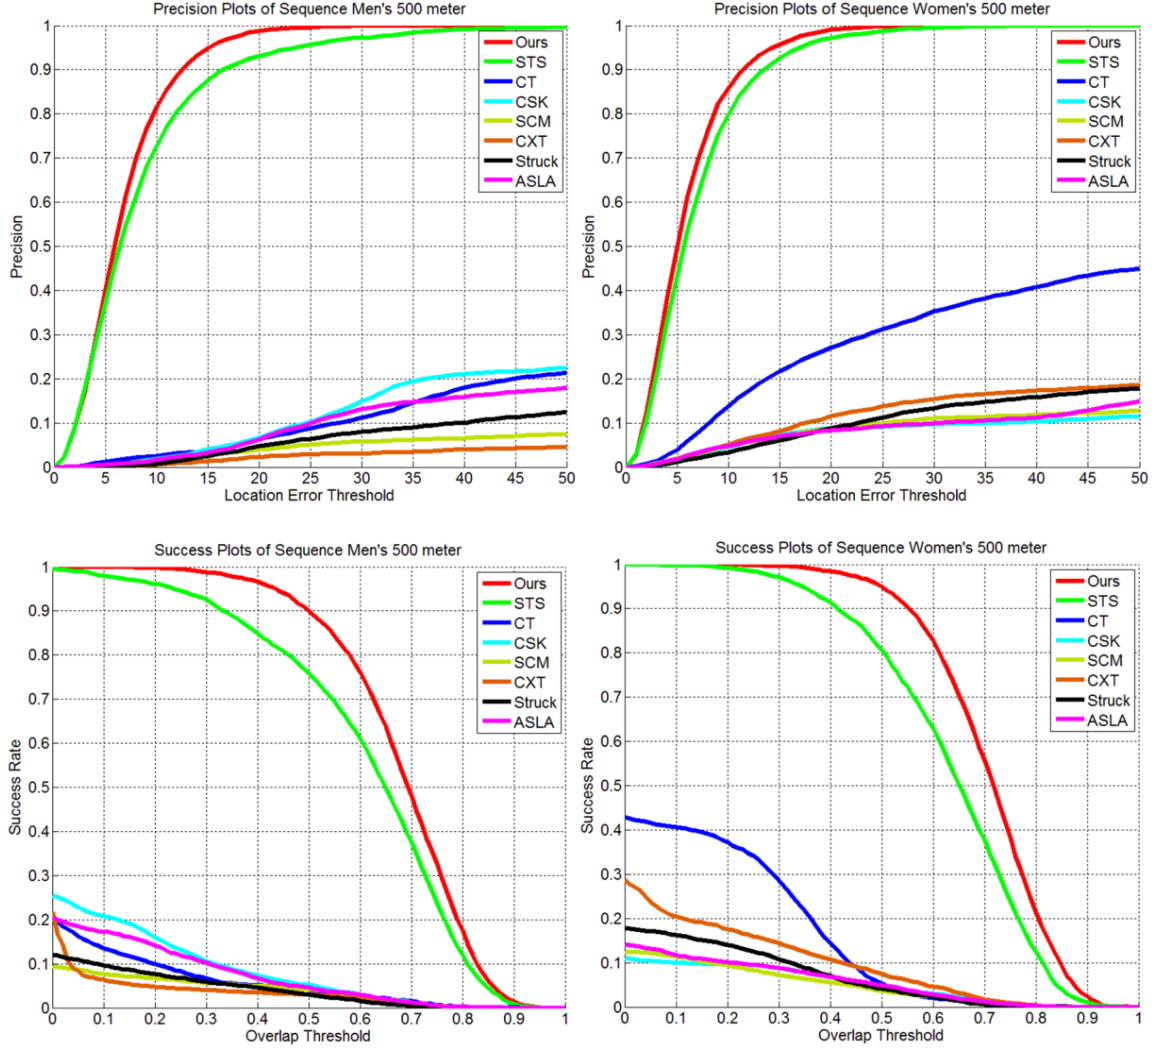 Precision Plots of Sequence Men's 500 meter
1
0.9
0.8
0.7
0.6
0.5
0.4
0.3
0.2
0.1
0
Precision
Ours
STS
CT
CSK
SCM
CXT
Struck
ASLA
0 5 10 15 20 25 30 35 40 45 50
Location Error Threshold
Precision Plots of Sequence Women's 500 meter
1
0.9
0.8
0.7
0.6
0.5
0.4
0.3
0.2
0.1
0
Precision
Ours
STS
CT
CSK
SCM
CXT
Struck
ASLA
0 5 10 15 20 25 30 35 40 45 50
Location Error Threshold
Success Plots of Sequence Men's 500 meter
1
0.9
0.8
0.7
0.6
0.5
0.4
0.3
0.2
0.1
0
Success Rate
Ours
STS
CT
CSK
SCM
CXT
Struck
ASLA
0 0.1 0.2 0.3 0.4 0.5 0.6 0.7 0.8 0.9 1
Overlap Threshold
Success Plots of Sequence Women's 500 meter
1
0.9
0.8
0.7
0.6
0.5
0.4
0.3
0.2
0.1
0
Success Rate
Ours
STS
CT
CSK
SCM
CXT
Struck
ASLA
0 0.1 0.2 0.3 0.4 0.5 0.6 0.7 0.8 0.9 1
Overlap Threshold